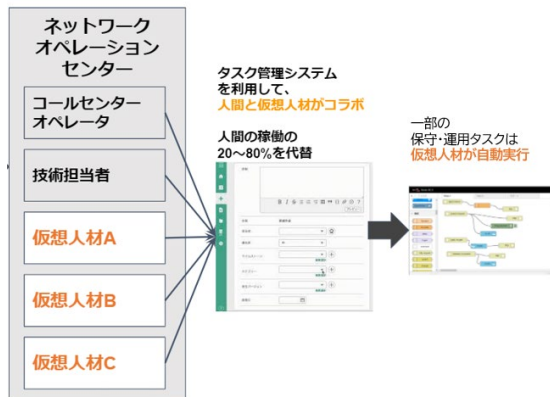 ネットワーク
オペレーション
センター
コールセンター
オペレータ
技術担当者
仮想人材A
仮想人材B
仮想人材C
タスク管理システム
を利用して、
人間と仮想人材がコラボ
人間の稼働の
20～80%を代替
一部の
保守・運用タスクは
仮想人材が自動実行